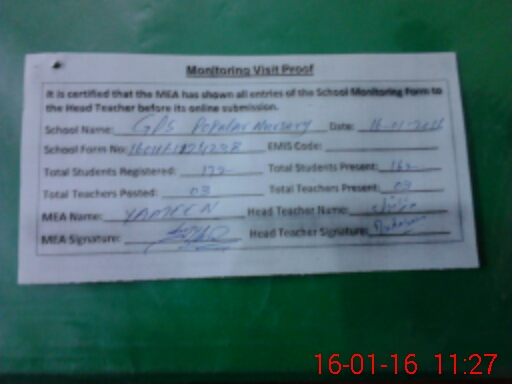 Monitoring Visit Proof
It is certified that the MEA has shown all entries of the School Monitoring Form to
the Head Teacher before its online submission.
School Name: GPS Popular Nursery Date: 16-01-2016
School Form No: EMIS Code:
Total Students Registered: Total Students Present:
Total Teachers Posted: 03 Total Teachers Present: 03
MEA Name: YAMEEN Head Teacher Name:
MEA Signature: Head Teacher Signature:
16-01-16 11:27